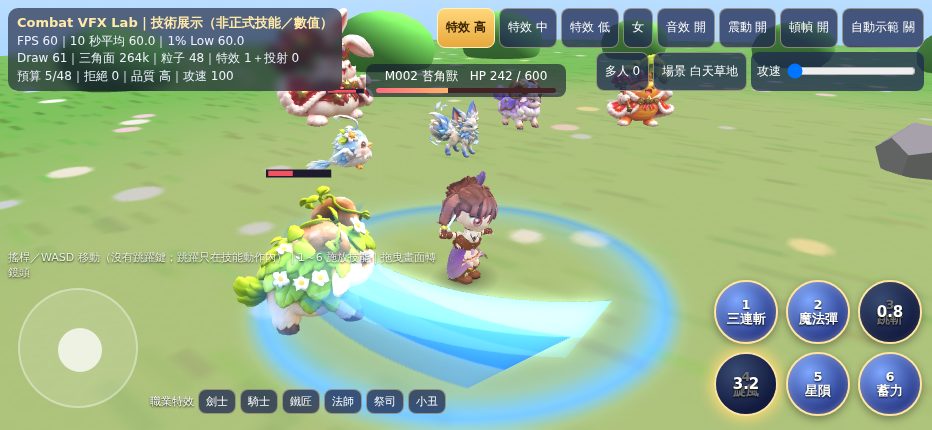 Combat VFX Lab｜技術展示（非正式技能／數值）
FPS 60｜10 秒平均 60.0｜1% Low 60.0
Draw 61｜三角面 264k｜粒子 48｜特效 1＋投射 0
預算 5/48｜拒絕 0｜品質 高｜攻速 100
特效 高
特效 中
特效 低
女
音效 開
震動 開
頓幀 開
自動示範 關
M002 苔角獸 HP 242 / 600
多人 0
場景 白天草地
攻速
搖桿／WASD 移動（沒有跳躍鍵；跳躍只在技能動作內）｜1～6 施放技能｜拖曳畫面轉
鏡頭
1
三連斬
2
魔法彈
3
跳斬
0.8
4
旋風
3.2
5
星隕
6
蓄力
職業特效
劍士
騎士
鐵匠
法師
祭司
小丑